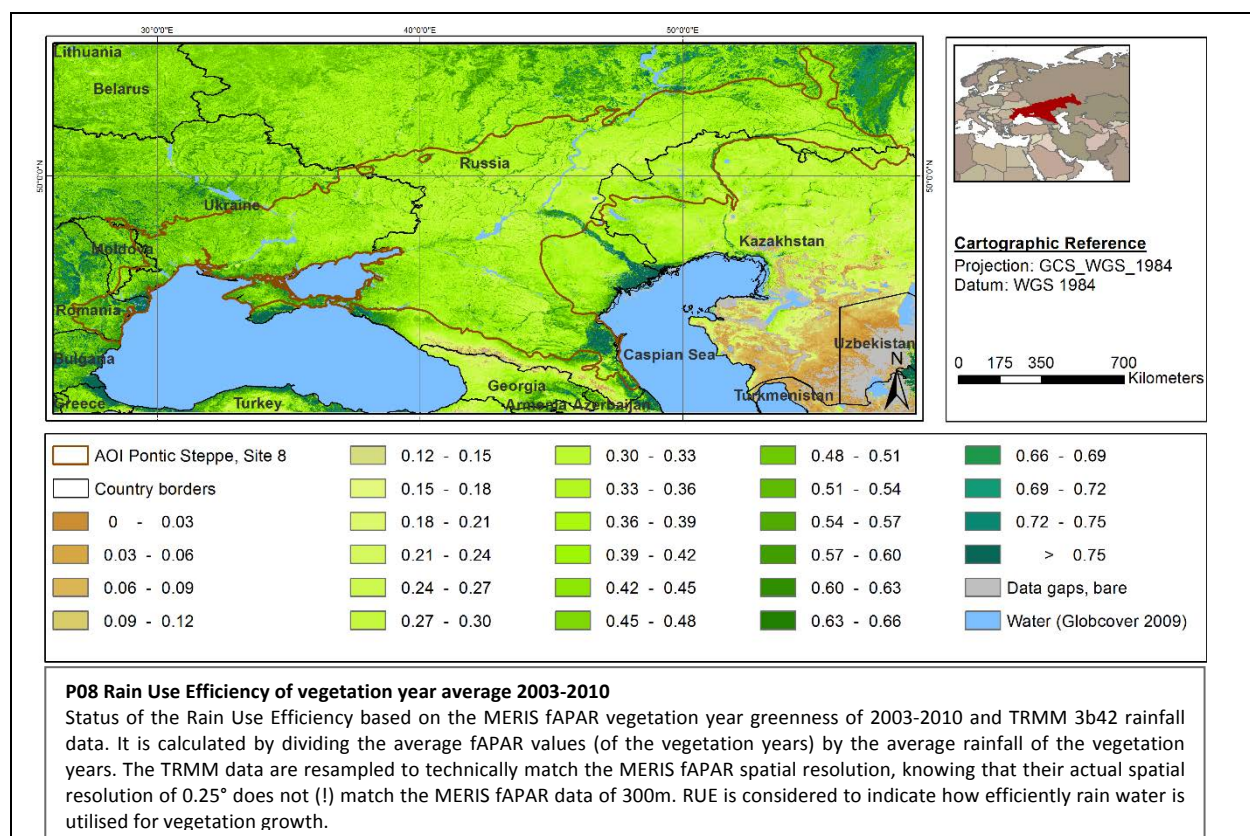 30°0'0"E 40°0'0"E 50°0'0"E
Lithuania
Belarus
Russia
50°0'0"N 50°0'0"N
Ukraine
Moldova
Kazakhstan
Romania
Bulgaria
Caspian Sea
Uzbekistan
N
Georgia
Greece
Turkey
Armenia Azerbaijan
Turkmenistan
Cartographic Reference
Projection: GCS_WGS_1984
Datum: WGS 1984
0 175 350 700
Kilometers
AOI Pontic Steppe, Site 8
Country borders
0 - 0.03
0.03 - 0.06
0.06 - 0.09
0.09 - 0.12
0.12 - 0.15
0.15 - 0.18
0.18 - 0.21
0.21 - 0.24
0.24 - 0.27
0.27 - 0.30
0.30 - 0.33
0.33 - 0.36
0.36 - 0.39
0.39 - 0.42
0.42 - 0.45
0.45 - 0.48
0.48 - 0.51
0.51 - 0.54
0.54 - 0.57
0.57 - 0.60
0.60 - 0.63
0.63 - 0.66
0.66 - 0.69
0.69 - 0.72
0.72 - 0.75
> 0.75
Data gaps, bare
Water (Globcover 2009)
P08 Rain Use Efficiency of vegetation year average 2003-2010
Status of the Rain Use Efficiency based on the MERIS fAPAR vegetation year greenness of 2003-2010 and TRMM 3b42 rainfall
data. It is calculated by dividing the average fAPAR values (of the vegetation years) by the average rainfall of the vegetation
years. The TRMM data are resampled to technically match the MERIS fAPAR spatial resolution, knowing that their actual spatial
resolution of 0.25° does not (!) match the MERIS fAPAR data of 300m. RUE is considered to indicate how efficiently rain water is
utilised for vegetation growth.